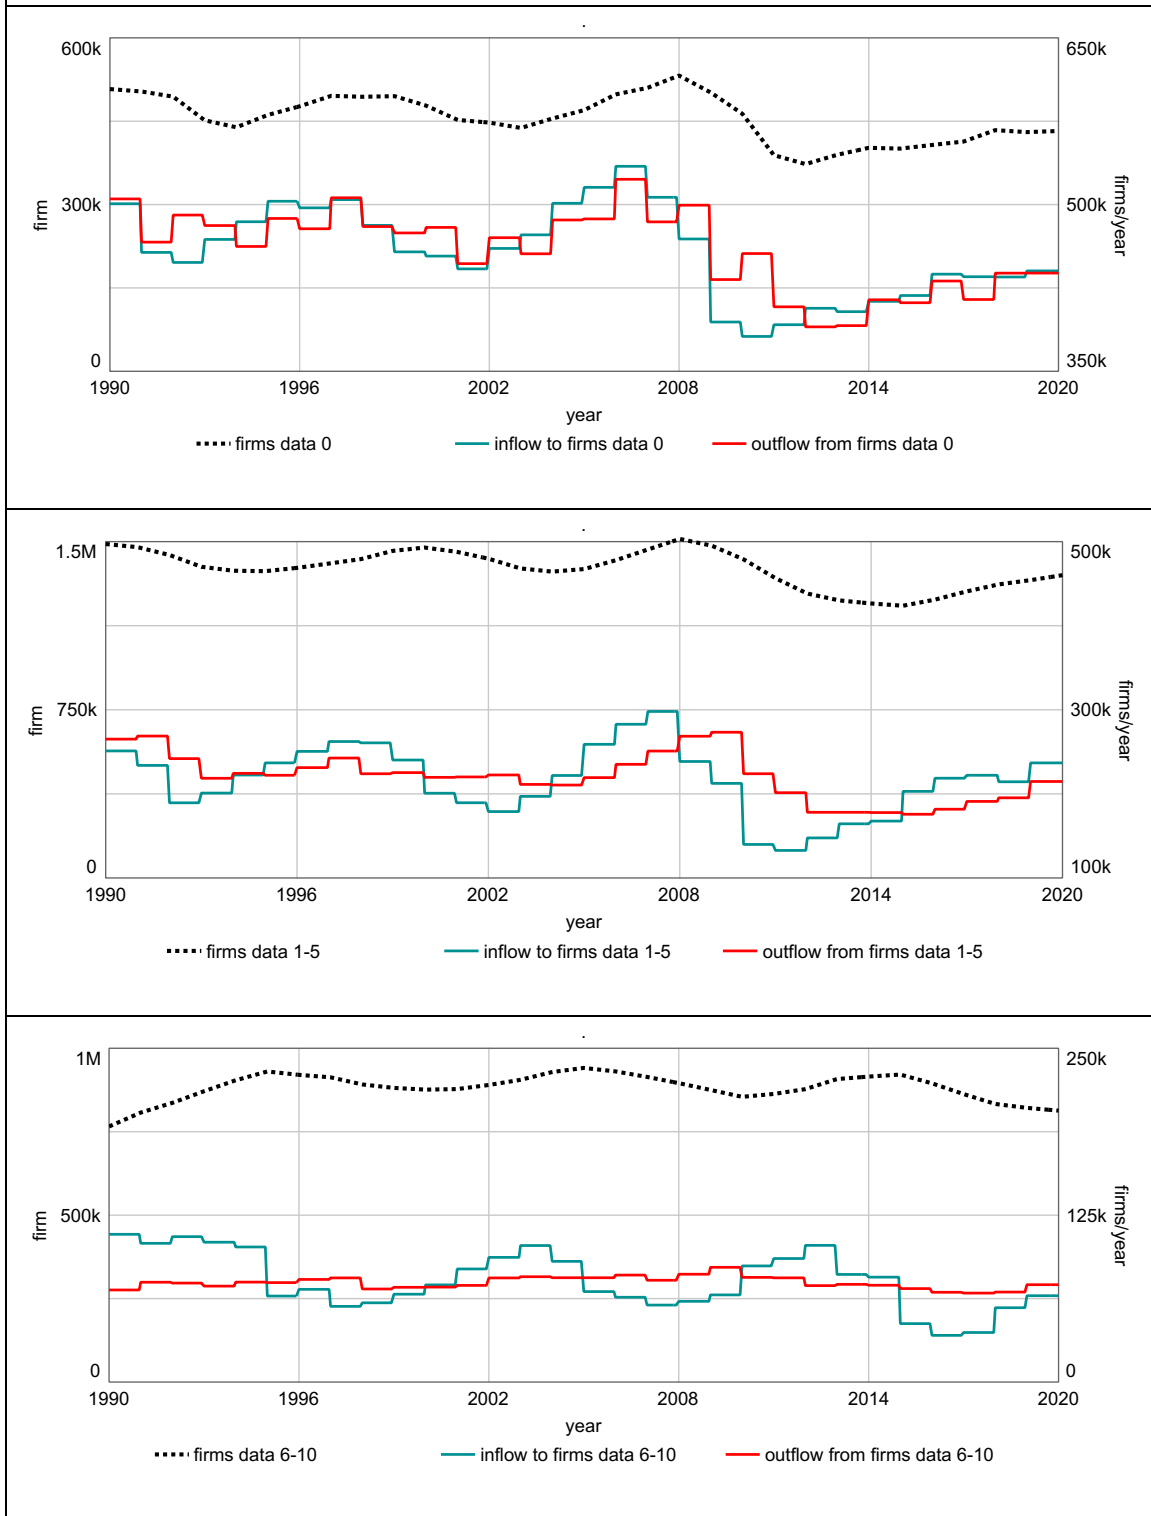 .
600k
650k
300k
500k
0
350k
firm
firms/year
1990 1996 2002 2008 2014 2020
year
firms data 0 inflow to firms data 0 outflow from firms data 0
.
1.5M
500k
750k
300k
0
100k
firm
firms/year
1990 1996 2002 2008 2014 2020
year
firms data 1-5 inflow to firms data 1-5 outflow from firms data 1-5
.
1M
250k
500k
125k
0
0
firm
firms/year
1990 1996 2002 2008 2014 2020
year
firms data 6-10 inflow to firms data 6-10 outflow from firms data 6-10